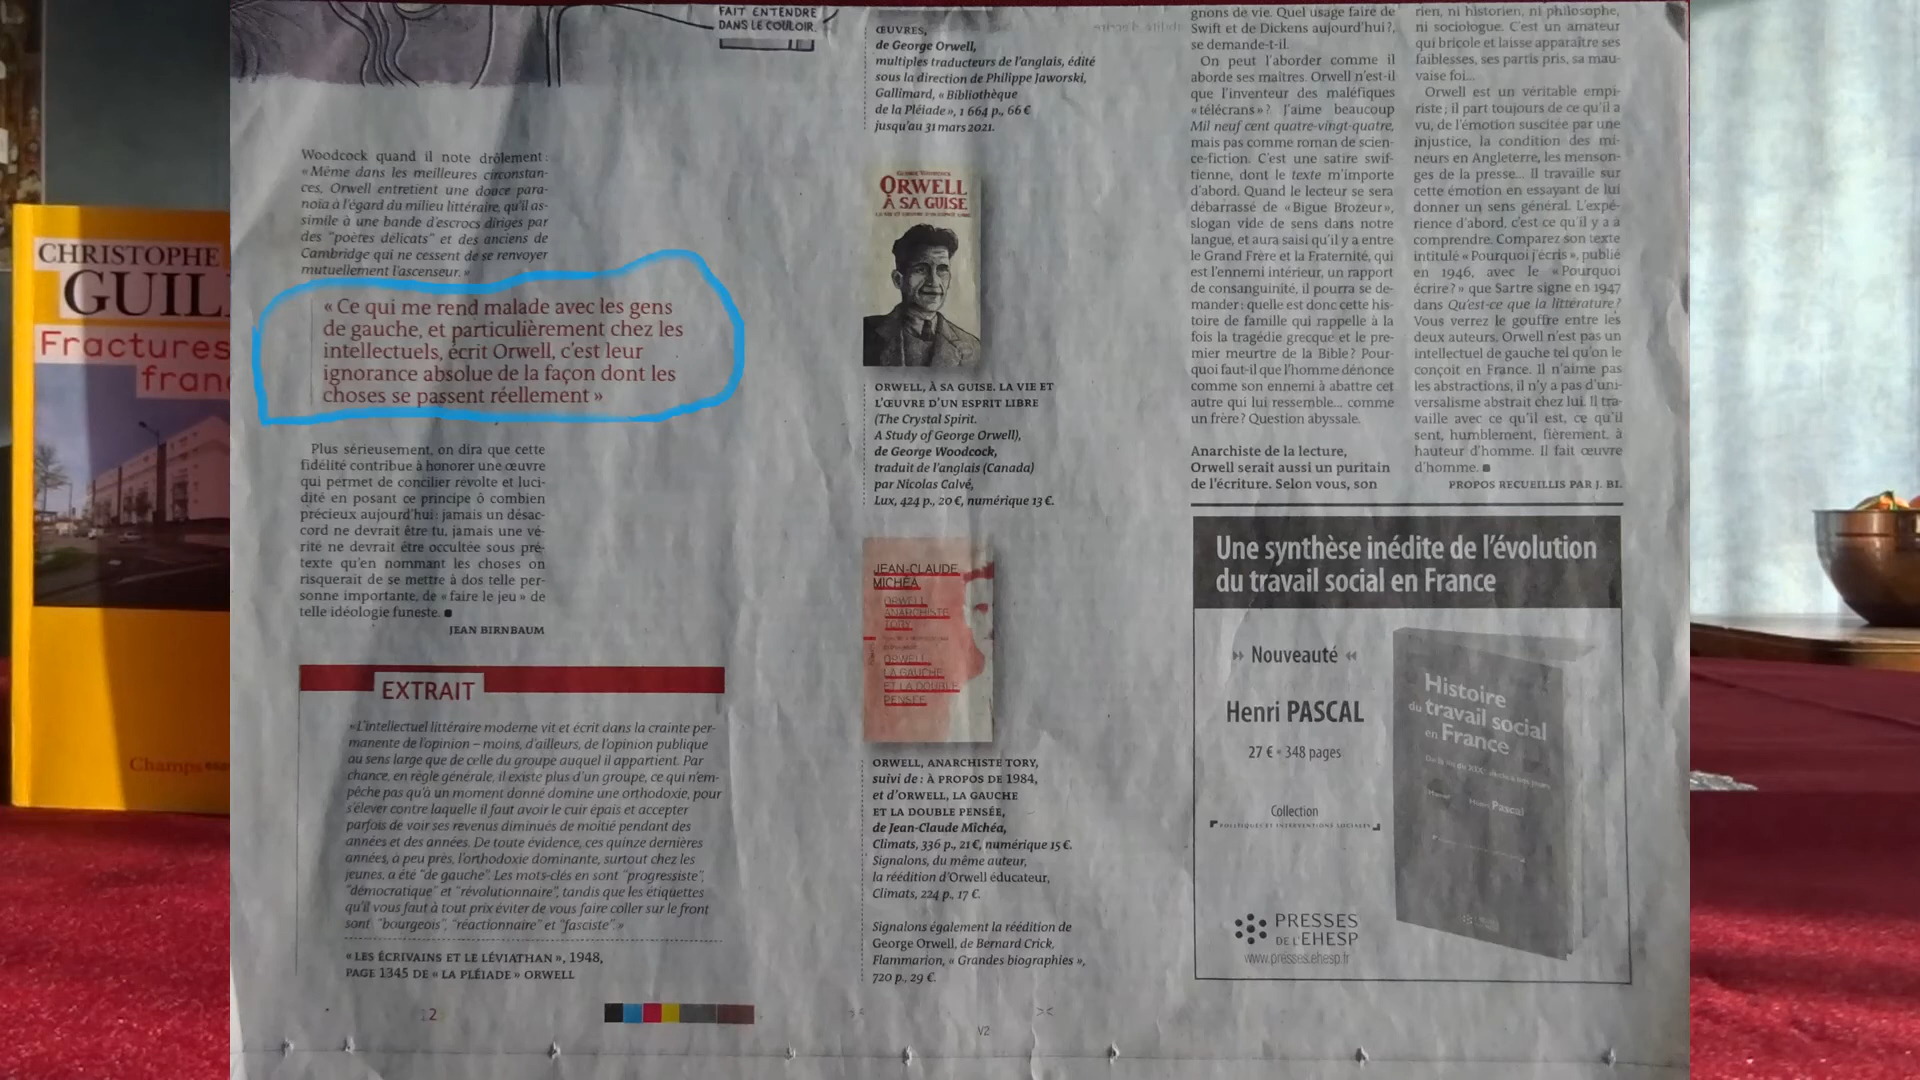 CHRISTOPHE
GUIL
Fractures
franç
Champs
FAIT ENTENDRE
DANS LE COULOIR.
Woodcock quand il note drôlement :
« Même dans les meilleures circonstan-
ces, Orwell entretient une douce para-
noïa à l'égard du milieu littéraire, qu'il as-
simile à une bande d'escrocs dirigés par
des "poètes délicats" et des anciens de
Cambridge qui ne cessent de se renvoyer
mutuellement l'ascenseur. »
« Ce qui me rend malade avec les gens
de gauche, et particulièrement chez les
intellectuels, écrit Orwell, c'est leur
ignorance absolue de la façon dont les
choses se passent réellement »
Plus sérieusement, on dira que cette
fidélité contribue à honorer une œuvre
qui permet de concilier révolte et luci-
dité en posant ce principe ô combien
précieux aujourd'hui : jamais un désac-
cord ne devrait être tu, jamais une vé-
rité ne devrait être occultée sous pré-
texte qu'en nommant les choses on
risquerait de se mettre à dos telle per-
sonne importante, de « faire le jeu » de
telle idéologie funeste. ■
JEAN BIRNBAUM
EXTRAIT
« L'intellectuel littéraire moderne vit et écrit dans la crainte per-
manente de l'opinion – moins, d'ailleurs, de l'opinion publique
au sens large que de celle du groupe auquel il appartient. Par
chance, en règle générale, il existe plus d'un groupe, ce qui n'em-
pêche pas qu'à un moment donné domine une orthodoxie, pour
s'élever contre laquelle il faut avoir le cuir épais et accepter
parfois de voir ses revenus diminués de moitié pendant des
années et des années. De toute évidence, ces quinze dernières
années, à peu près, l'orthodoxie dominante, surtout chez les
jeunes, a été "de gauche". Les mots-clés en sont "progressiste",
"démocratique" et "révolutionnaire", tandis que les étiquettes
qu'il vous faut à tout prix éviter de vous faire coller sur le front
sont "bourgeois", "réactionnaire" et "fasciste". »
« LES ÉCRIVAINS ET LE LÉVIATHAN », 1948,
PAGE 1345 DE « LA PLÉIADE » ORWELL
2
ŒUVRES,
de George Orwell,
multiples traducteurs de l'anglais, édité
sous la direction de Philippe Jaworski,
Gallimard, « Bibliothèque
de la Pléiade », 1 664 p., 66 €
jusqu'au 31 mars 2021.
GEORGE WOODCOCK
ORWELL
À SA GUISE
LA VIE ET L'ŒUVRE D'UN ESPRIT LIBRE
ORWELL, À SA GUISE. LA VIE ET
L'ŒUVRE D'UN ESPRIT LIBRE
(The Crystal Spirit.
A Study of George Orwell),
de George Woodcock,
traduit de l'anglais (Canada)
par Nicolas Calvé,
Lux, 424 p., 20 €, numérique 13 €.
JEAN-CLAUDE
MICHÉA
ORWELL
ANARCHISTE
TORY
ORWELL,
LA GAUCHE
ET LA DOUBLE
PENSÉE
ORWELL, ANARCHISTE TORY,
suivi de : À PROPOS DE 1984,
et d'ORWELL, LA GAUCHE
ET LA DOUBLE PENSÉE,
de Jean-Claude Michéa,
Climats, 336 p., 21 €, numérique 15 €.
Signalons, du même auteur,
la réédition d'Orwell éducateur,
Climats, 224 p., 17 €.
Signalons également la réédition de
George Orwell, de Bernard Crick,
Flammarion, « Grandes biographies »,
720 p., 29 €.
V2
gnons de vie. Quel usage faire de
Swift et de Dickens aujourd'hui ?,
se demande-t-il.
On peut l'aborder comme il
aborde ses maîtres. Orwell n'est-il
que l'inventeur des maléfiques
« télécrans » ? J'aime beaucoup
Mil neuf cent quatre-vingt-quatre,
mais pas comme roman de scien-
ce-fiction. C'est une satire swif-
tienne, dont le texte m'importe
d'abord. Quand le lecteur se sera
débarrassé de « Bigue Brozeur »,
slogan vide de sens dans notre
langue, et aura saisi qu'il y a entre
le Grand Frère et la Fraternité, qui
est l'ennemi intérieur, un rapport
de consanguinité, il pourra se de-
mander : quelle est donc cette his-
toire de famille qui rappelle à la
fois la tragédie grecque et le pre-
mier meurtre de la Bible ? Pour-
quoi faut-il que l'homme dénonce
comme son ennemi à abattre cet
autre qui lui ressemble... comme
un frère ? Question abyssale.
Anarchiste de la lecture,
Orwell serait aussi un puritain
de l'écriture. Selon vous, son
rien, ni historien, ni philosophe,
ni sociologue. C'est un amateur
qui bricole et laisse apparaître ses
faiblesses, ses partis pris, sa mau-
vaise foi...
Orwell est un véritable empi-
riste ; il part toujours de ce qu'il a
vu, de l'émotion suscitée par une
injustice, la condition des mi-
neurs en Angleterre, les menson-
ges de la presse... Il travaille sur
cette émotion en essayant de lui
donner un sens général. L'expé-
rience d'abord, c'est ce qu'il y a à
comprendre. Comparez son texte
intitulé « Pourquoi j'écris », publié
en 1946, avec le « Pourquoi
écrire ? » que Sartre signe en 1947
dans Qu'est-ce que la littérature ?
Vous verrez le gouffre entre les
deux auteurs. Orwell n'est pas un
intellectuel de gauche tel qu'on le
conçoit en France. Il n'aime pas
les abstractions, il n'y a pas d'uni-
versalisme abstrait chez lui. Il tra-
vaille avec ce qu'il est, ce qu'il
sent, humblement, fièrement, à
hauteur d'homme. Il fait œuvre
d'homme. ■
PROPOS RECUEILLIS PAR J. BI.
Une synthèse inédite de l'évolution
du travail social en France
Nouveauté
Henri PASCAL
27 € - 348 pages
Collection
POLITIQUES ET INTERVENTIONS SOCIALES
PRESSES
DE L'EHESP
www.presses.ehesp.fr
Histoire
du travail social
en France
Henri Pascal